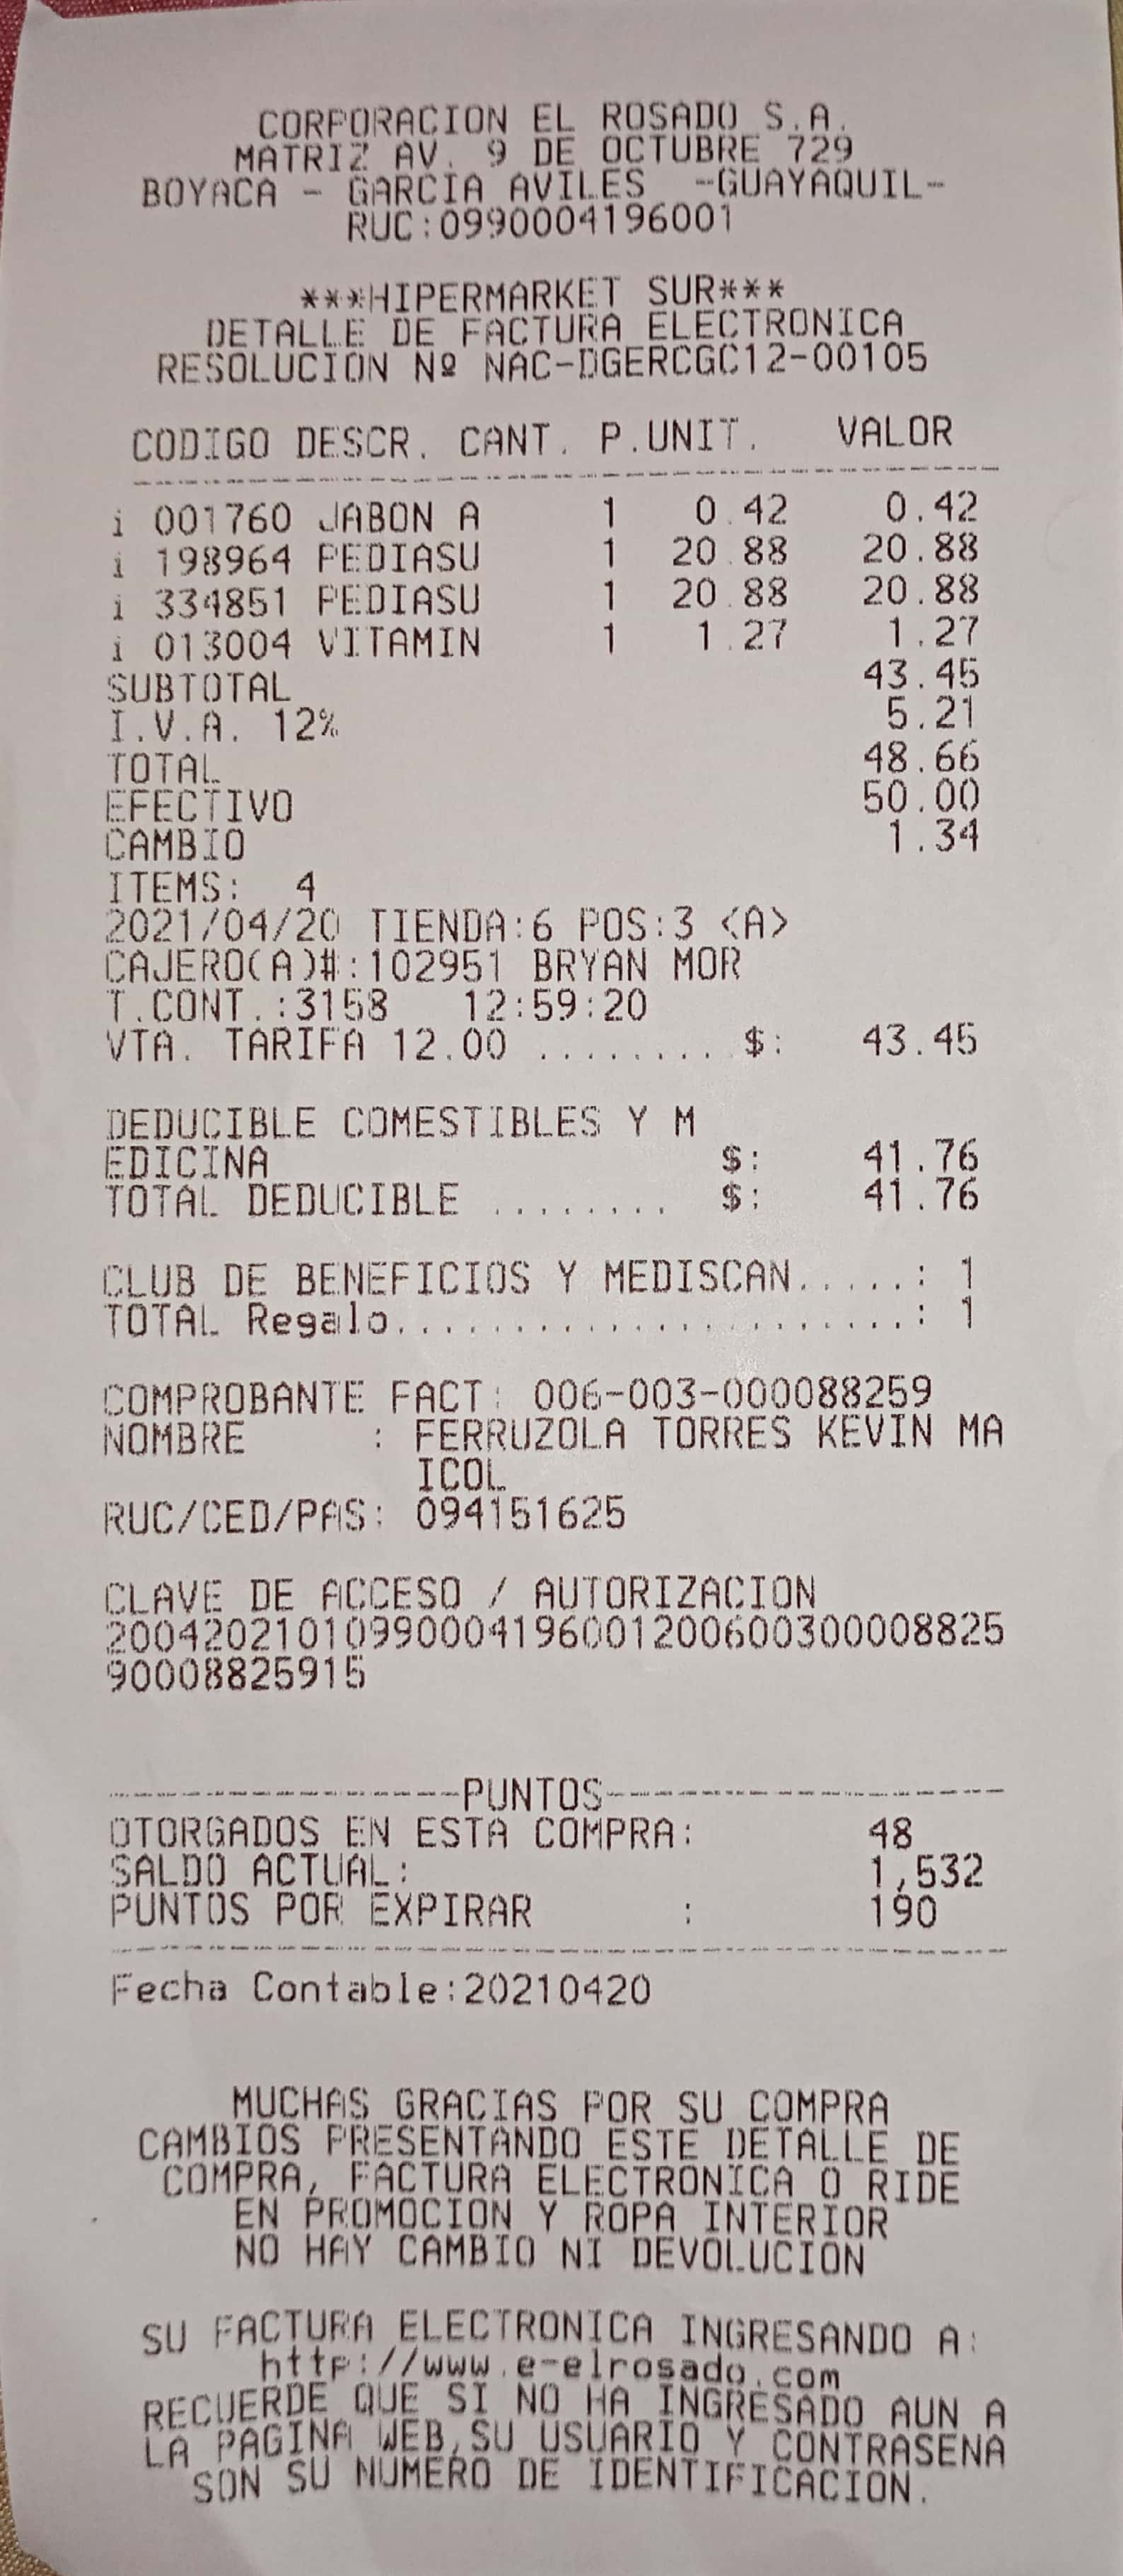 CORPORACION EL ROSADO S.A.
MATRIZ AV. 9 DE OCTUBRE 729
BOYACA - GARCIA AVILES -GUAYAQUIL-
RUC:0990004196001
***HIPERMARKET SUR***
DETALLE DE FACTURA ELECTRONICA
RESOLUCION Nº NAC-DGERCGC12-00105
CODIGO DESCR. CANT. P.UNIT. VALOR
i 001760 JABON A 1 0.42 0.42
i 198964 PEDIASU 1 20.88 20.88
i 334851 PEDIASU 1 20.88 20.88
i 013004 VITAMIN 1 1.27 1.27
SUBTOTAL 43.45
I.V.A. 12% 5.21
TOTAL 48.66
EFECTIVO 50.00
CAMBIO 1.34
ITEMS: 4
2021/04/20 TIENDA:6 POS:3 <A>
CAJERO(A)#:102951 BRYAN MOR
T.CONT.:3158 12:59:20
VTA. TARIFA 12.00 ......... $: 43.45
DEDUCIBLE COMESTIBLES Y M
EDICINA $: 41.76
TOTAL DEDUCIBLE ........ $: 41.76
CLUB DE BENEFICIOS Y MEDISCAN.....: 1
TOTAL Regalo......................: 1
COMPROBANTE FACT: 006-003-000088259
NOMBRE : FERRUZOLA TORRES KEVIN MA
ICOL
RUC/CED/PAS: 094151625
CLAVE DE ACCESO / AUTORIZACION
200420210109900041960012006003000008825
90008825915
---------------PUNTOS-----------------
OTORGADOS EN ESTA COMPRA: 48
SALDO ACTUAL: 1,532
PUNTOS POR EXPIRAR : 190
Fecha Contable:20210420
MUCHAS GRACIAS POR SU COMPRA
CAMBIOS PRESENTANDO ESTE DETALLE DE
COMPRA, FACTURA ELECTRONICA O RIDE
EN PROMOCION Y ROPA INTERIOR
NO HAY CAMBIO NI DEVOLUCION
SU FACTURA ELECTRONICA INGRESANDO A:
http://www.e-elrosado.com
RECUERDE QUE SI NO HA INGRESADO AUN A
LA PAGINA WEB,SU USUARIO Y CONTRASENA
SON SU NUMERO DE IDENTIFICACION.